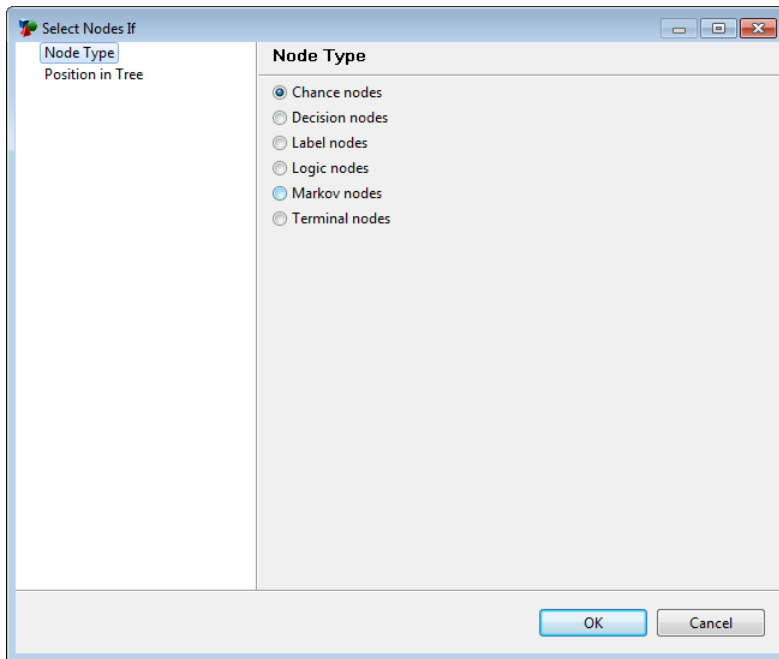 Select Nodes If
Node Type
Position in Tree
Node Type
Chance nodes
Decision nodes
Label nodes
Logic nodes
Markov nodes
Terminal nodes
OK
Cancel